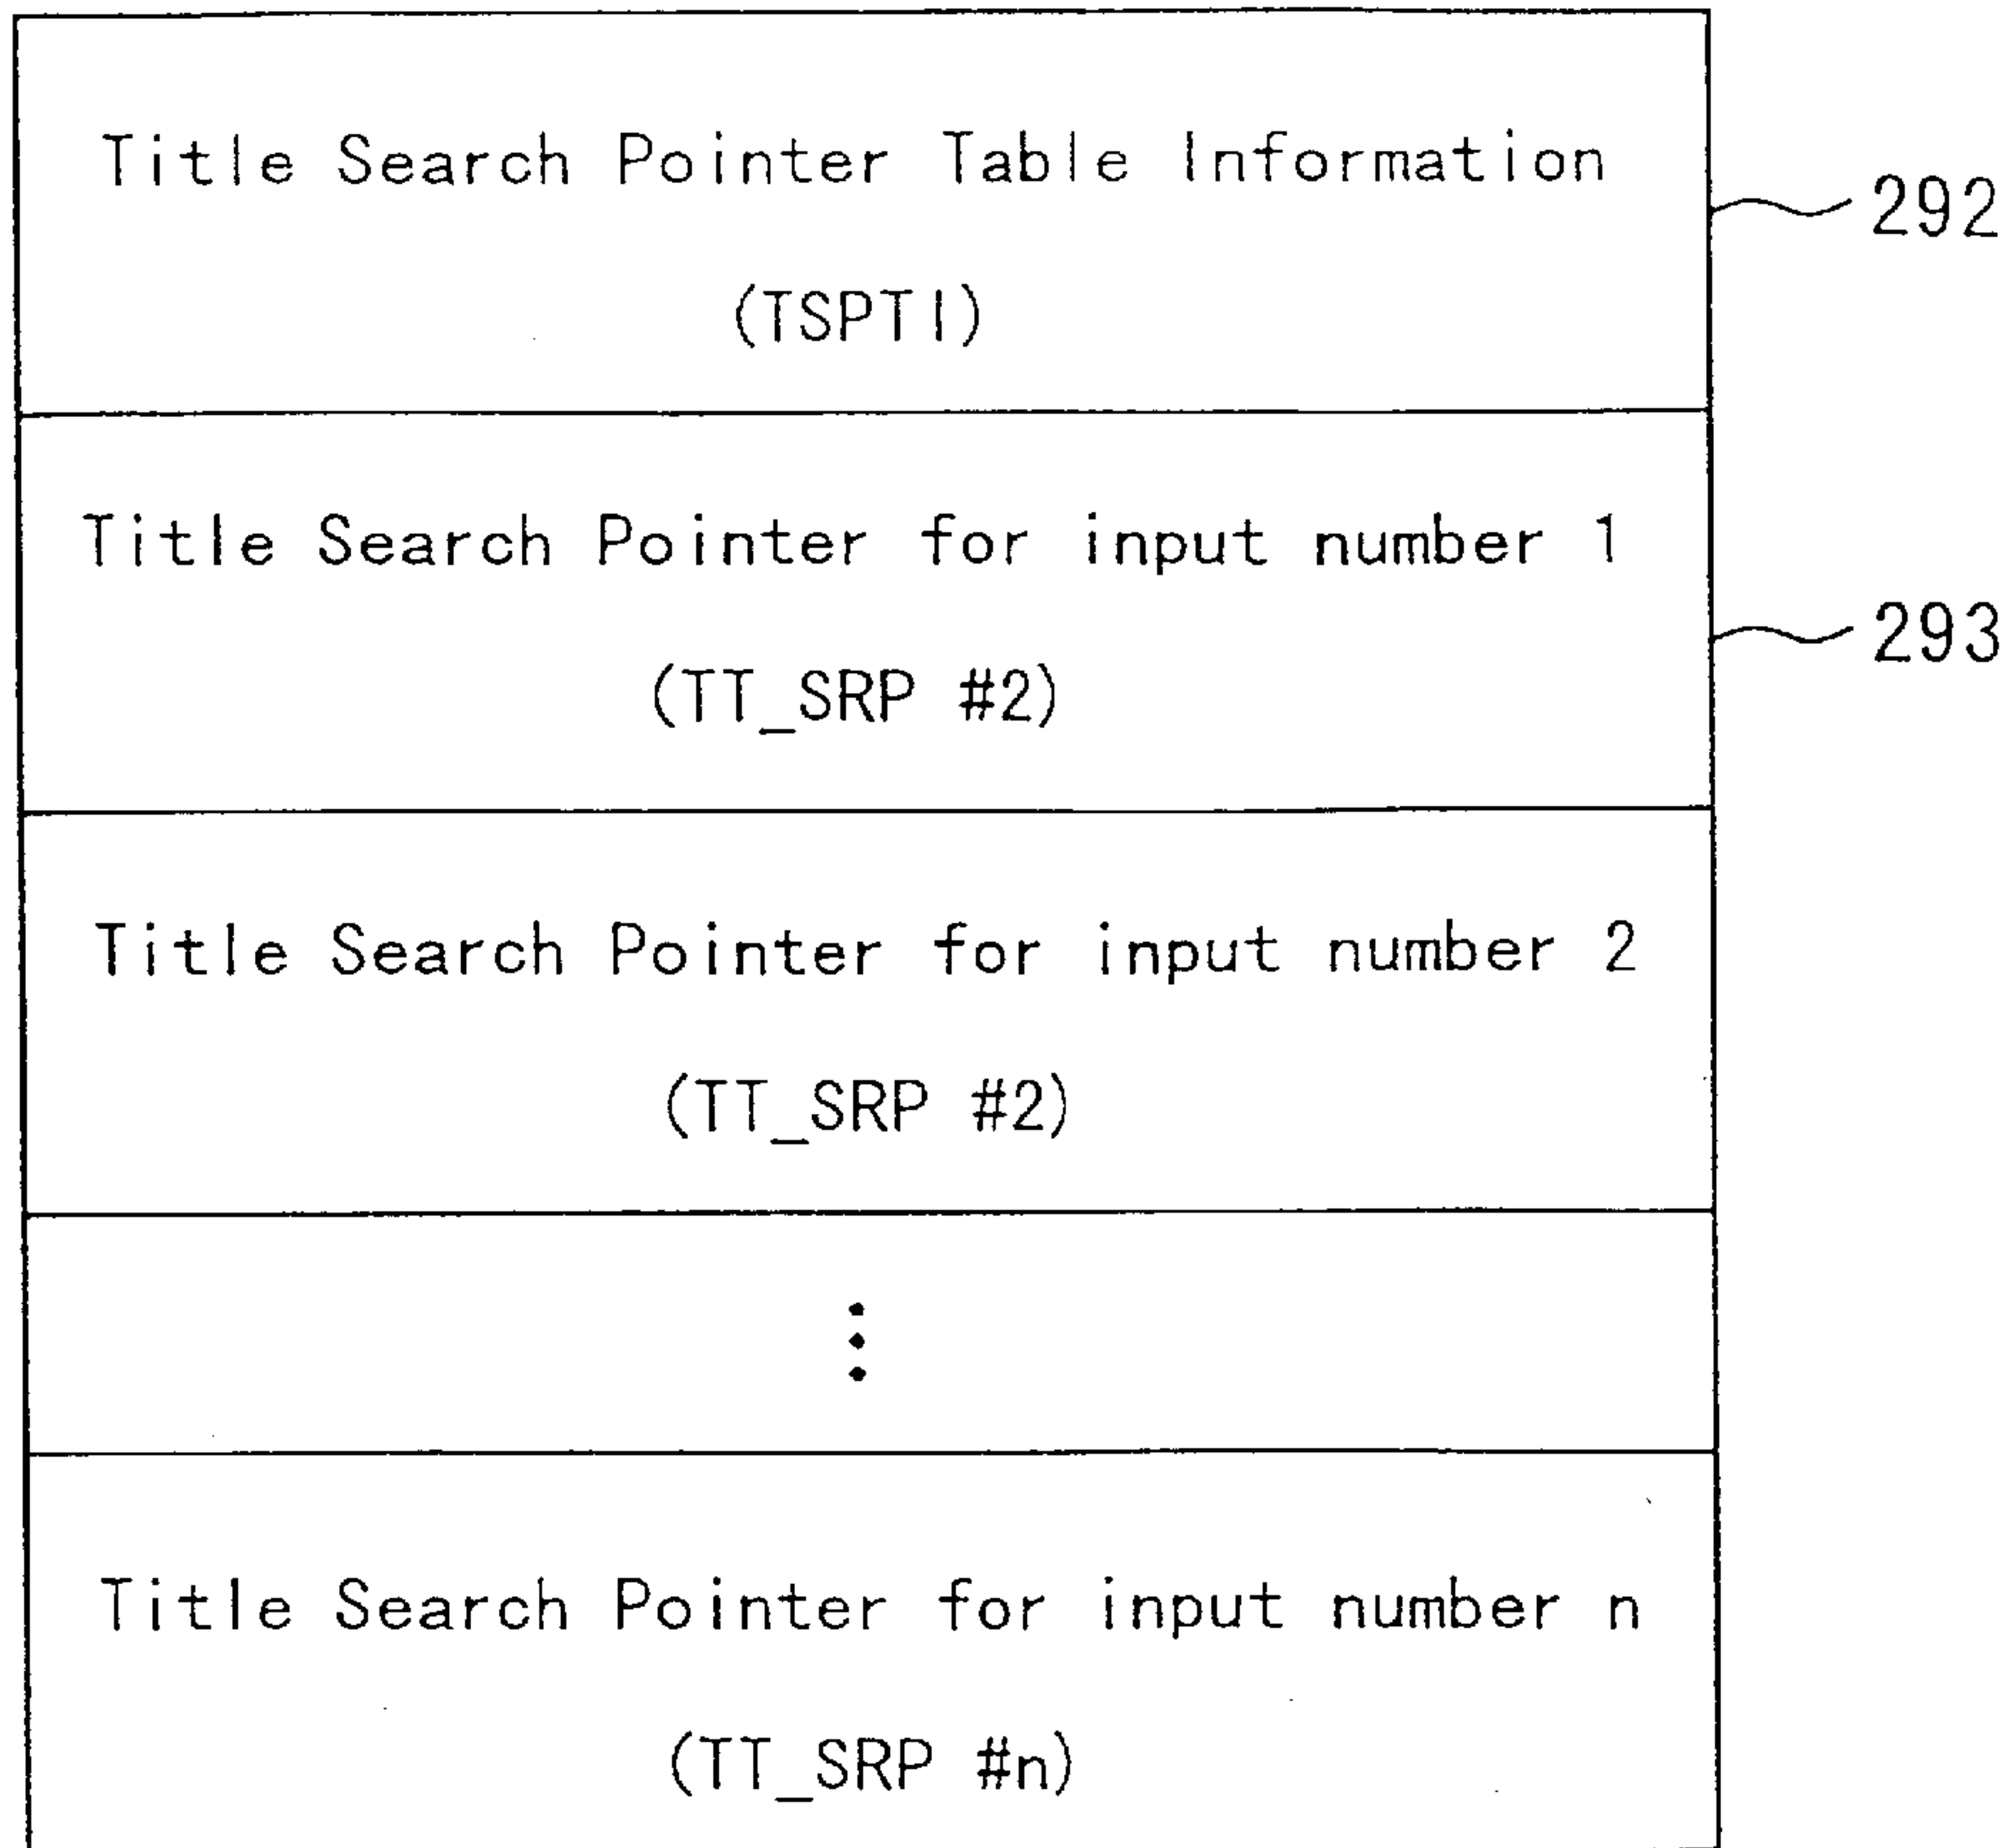 Title Search Pointer Table Information
292
(TSPTI)
Title Search Pointer for input number 1
293
(TT_SRP #2)
Title Search Pointer for input number 2
(TT_SRP #2)
Title Search Pointer for input number n
(TT_SRP #n)